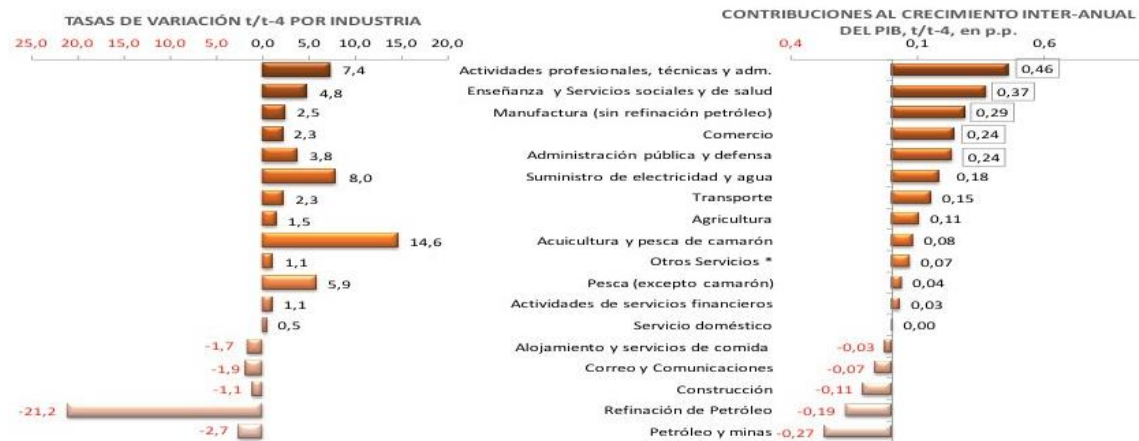 TASAS DE VARIACIÓN t/t-4 POR INDUSTRIA
25,0 20,0 15,0 10,0 5,0 0,0 5,0 10,0 15,0 20,0
CONTRIBUCIONES AL CRECIMIENTO INTER-ANUAL
DEL PIB, t/t-4, en p.p.
0,4 0,1 0,6
7,4 Actividades profesionales, técnicas y adm. 0,46
4,8 Enseñanza y Servicios sociales y de salud 0,37
2,5 Manufactura (sin refinación petróleo) 0,29
2,3 Comercio 0,24
3,8 Administración pública y defensa 0,24
8,0 Suministro de electricidad y agua 0,18
2,3 Transporte 0,15
1,5 Agricultura 0,11
14,6 Acuicultura y pesca de camarón 0,08
1,1 Otros Servicios * 0,07
5,9 Pesca (excepto camarón) 0,04
1,1 Actividades de servicios financieros 0,03
0,5 Servicio doméstico 0,00
-1,7 Alojamiento y servicios de comida -0,03
-1,9 Correo y Comunicaciones -0,07
-1,1 Construcción -0,11
-21,2 Refinación de Petróleo -0,19
-2,7 Petróleo y minas -0,27